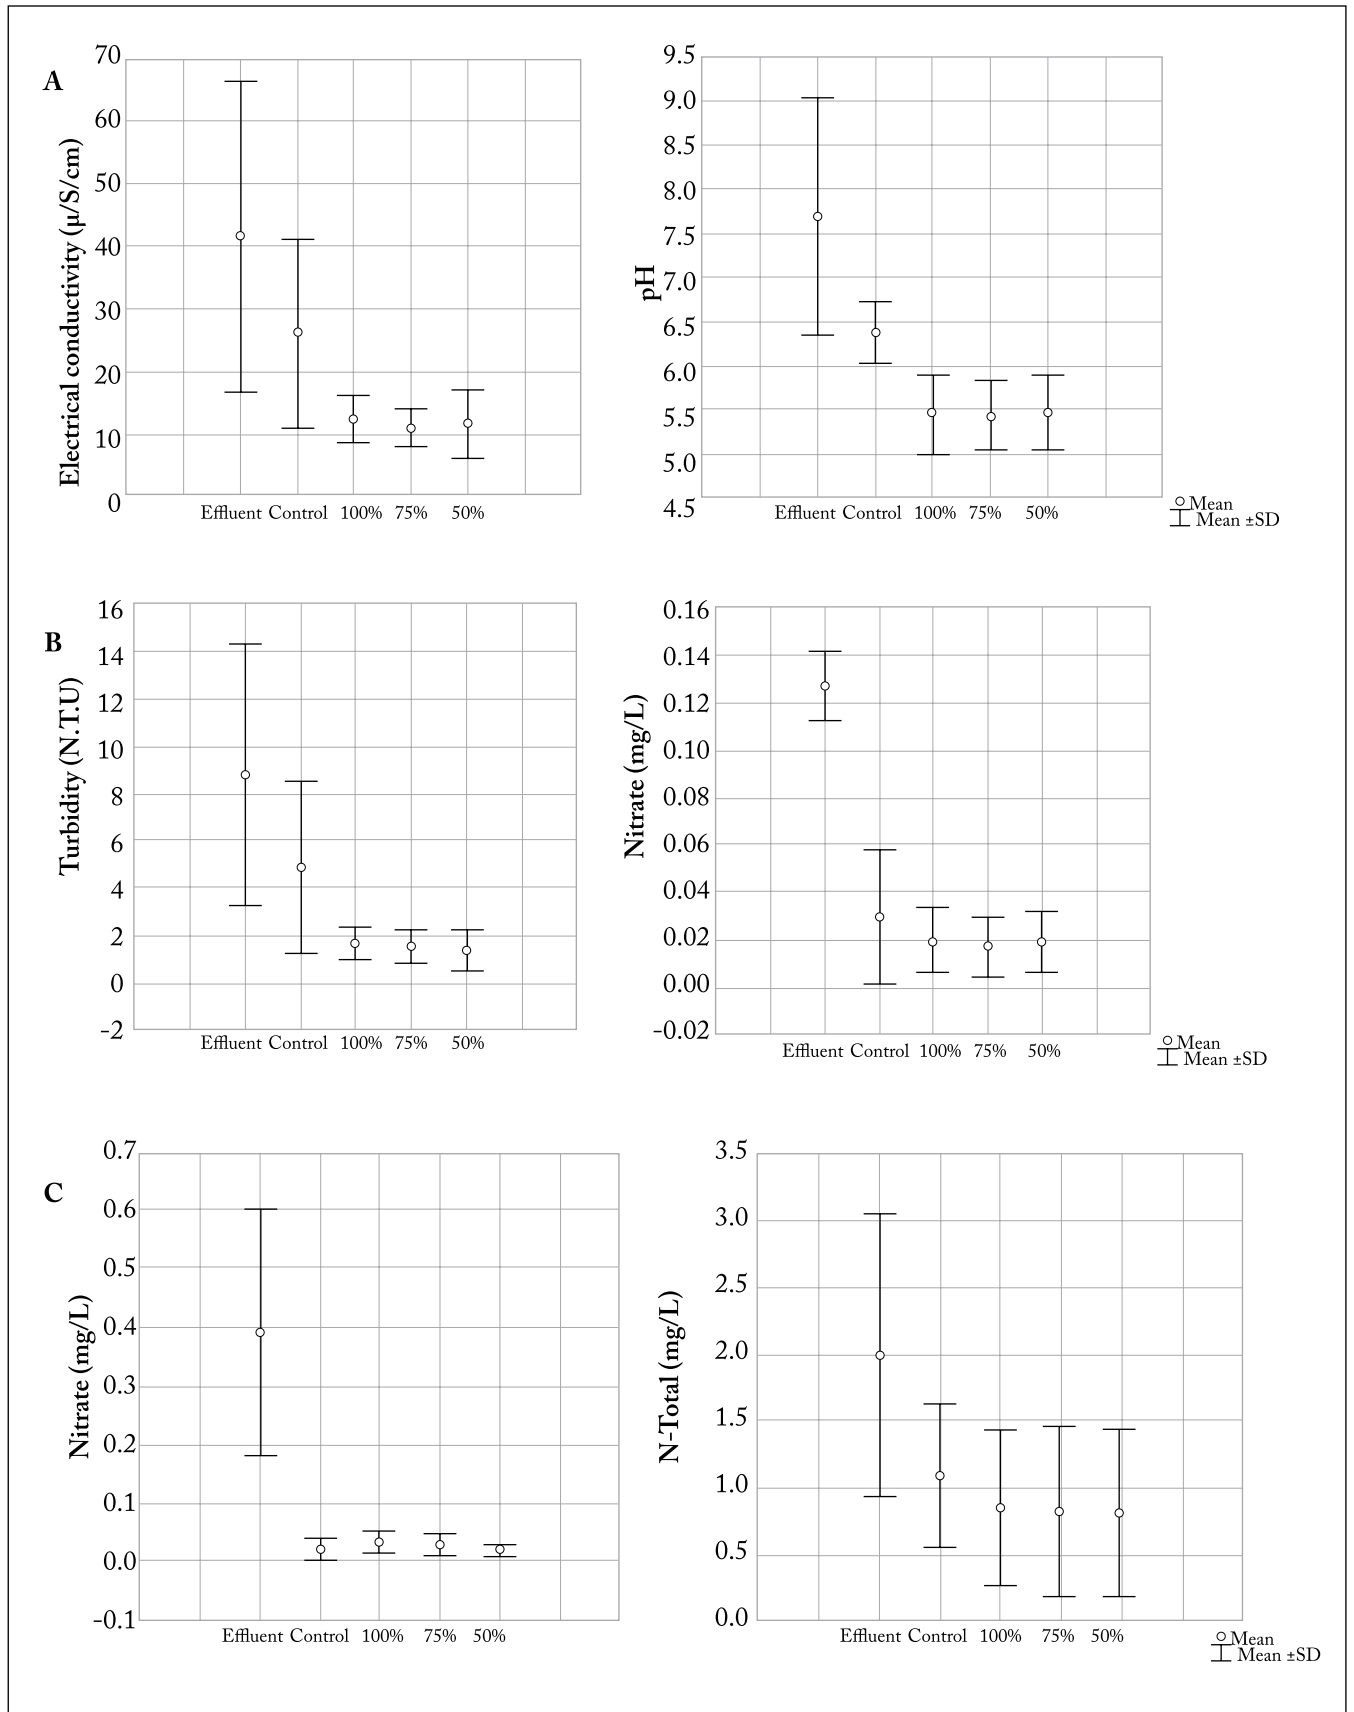 A
Electrical conductivity (µ/S/cm)
70
60
50
40
30
20
10
0
Effluent Control 100% 75% 50%
pH
9.5
9.0
8.5
8.0
7.5
7.0
6.5
6.0
5.5
5.0
4.5
Effluent Control 100% 75% 50%
Mean
Mean ±SD
B
Turbidity (N.T.U)
16
14
12
10
8
6
4
2
0
-2
Effluent Control 100% 75% 50%
Nitrate (mg/L)
0.16
0.14
0.12
0.10
0.08
0.06
0.04
0.02
0.00
-0.02
Effluent Control 100% 75% 50%
Mean
Mean ±SD
C
Nitrate (mg/L)
0.7
0.6
0.5
0.4
0.3
0.2
0.1
0.0
-0.1
Effluent Control 100% 75% 50%
N-Total (mg/L)
3.5
3.0
2.5
2.0
1.5
1.0
0.5
0.0
Effluent Control 100% 75% 50%
Mean
Mean ±SD